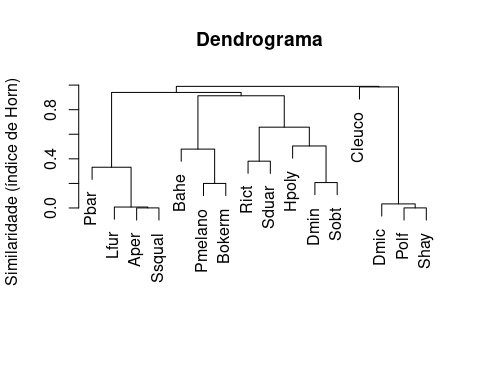 Dendrograma
Similaridade (índice de Horn)
0.8
0.4
0.0
Pbar
Lfur
Aper
Ssqual
Bahe
Pmelano
Bokerm
Rict
Sduar
Hpoly
Dmin
Sobt
Cleuco
Dmic
Polf
Shay